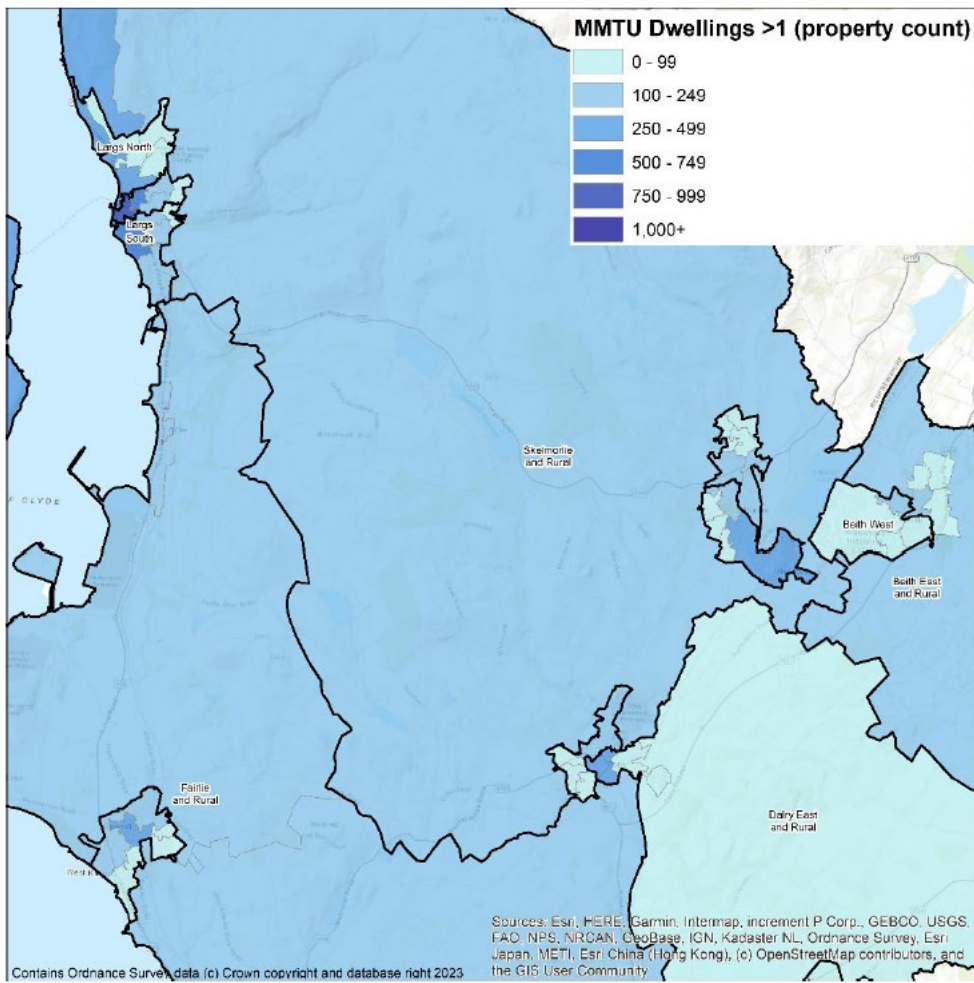 MMTU Dwellings >1 (property count)
0 - 99
100 - 249
250 - 499
500 - 749
750 - 999
1,000+
Largs North
Largs
South
Skelmorlie
and Rural
Beith West
Beith East
and Rural
F CLYDE
Fairlie
and Rural
Dalry East
and Rural
Sources: Esri, HERE, Garmin, Intermap, increment P Corp., GEBCO, USGS,
FAO, NPS, NRCAN, GeoBase, IGN, Kadaster NL, Ordnance Survey, Esri
Japan, METI, Esri China (Hong Kong), (c) OpenStreetMap contributors, and
the GIS User Community
Contains Ordnance Survey data (c) Crown copyright and database right 2023